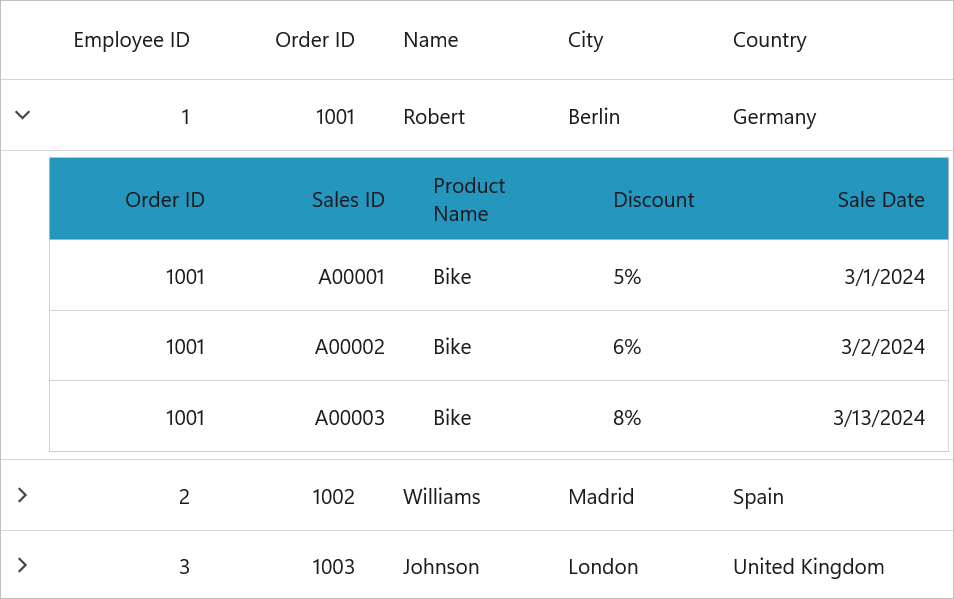 Employee ID Order ID Name City Country
1 1001 Robert Berlin Germany
Order ID Sales ID Product Name Discount Sale Date
1001 A00001 Bike 5% 3/1/2024
1001 A00002 Bike 6% 3/2/2024
1001 A00003 Bike 8% 3/13/2024
2 1002 Williams Madrid Spain
3 1003 Johnson London United Kingdom